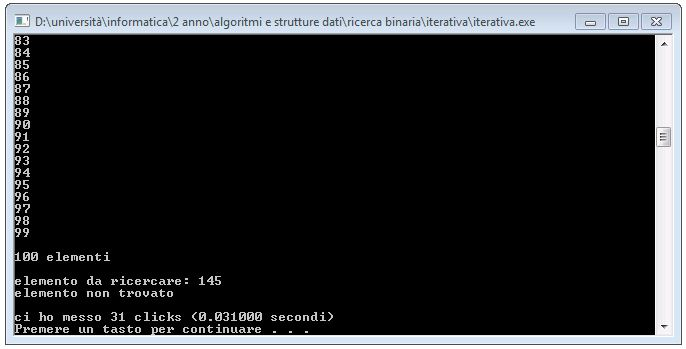 D:\università\informatica\2 anno\algoritmi e strutture dati\ricerca binaria\iterativa\iterativa.exe
83
84
85
86
87
88
89
90
91
92
93
94
95
96
97
98
99
100 elementi
elemento da ricercare: 145
elemento non trovato
ci ho messo 31 clicks (0.031000 secondi)
Premere un tasto per continuare . . .